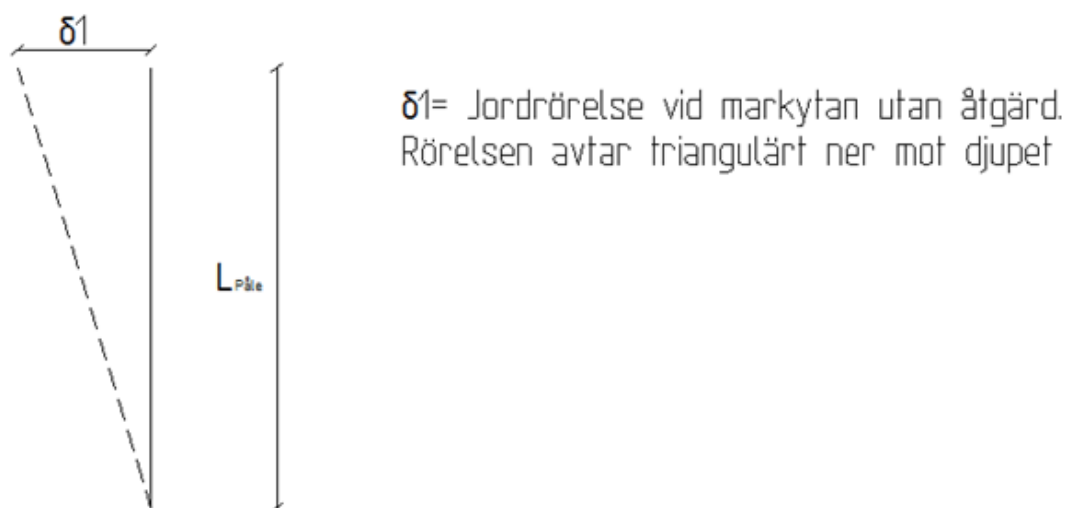 δ1
δ1= Jordrörelse vid markytan utan åtgärd.
Rörelsen avtar triangulärt ner mot djupet
L Påle